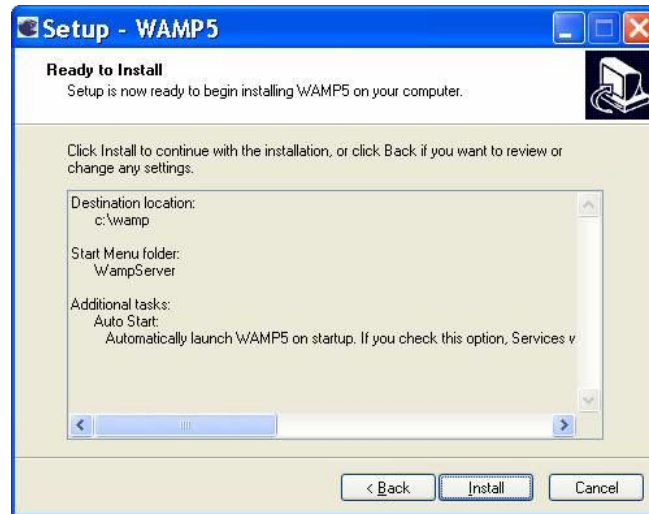 Setup - WAMP5
Ready to Install
Setup is now ready to begin installing WAMP5 on your computer.
Click Install to continue with the installation, or click Back if you want to review or
change any settings.
Destination location:
c:\wamp
Start Menu folder:
WampServer
Additional tasks:
Auto Start:
Automatically launch WAMP5 on startup. If you check this option, Services v
< Back
Install
Cancel